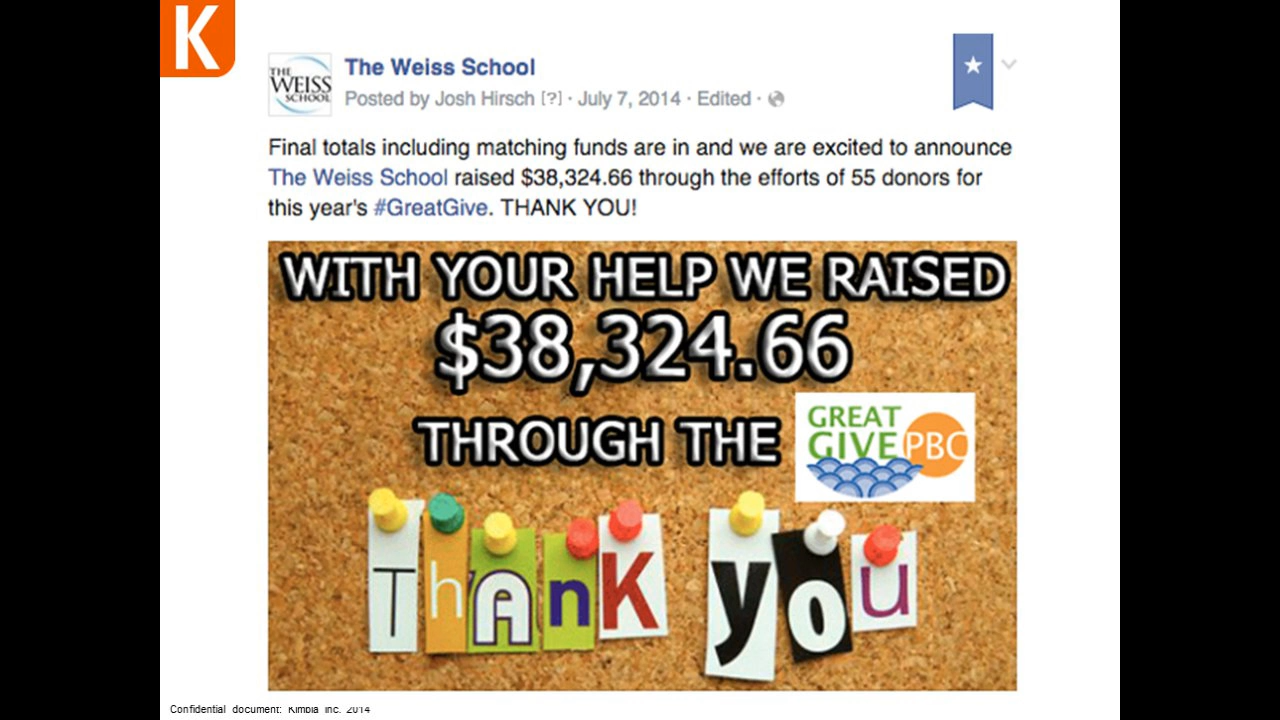 K
The Weiss School
THE
WEISS
SCHOOL
Posted by Josh Hirsch [?] · July 7, 2014 · Edited ·
Final totals including matching funds are in and we are excited to announce
The Weiss School raised $38,324.66 through the efforts of 55 donors for
this year's #GreatGive. THANK YOU!
WITH YOUR HELP WE RAISED
$38,324.66
THROUGH THE
GREAT
GIVE PBC
ThAnK you
Confidential document: Kimbia Inc. 2014